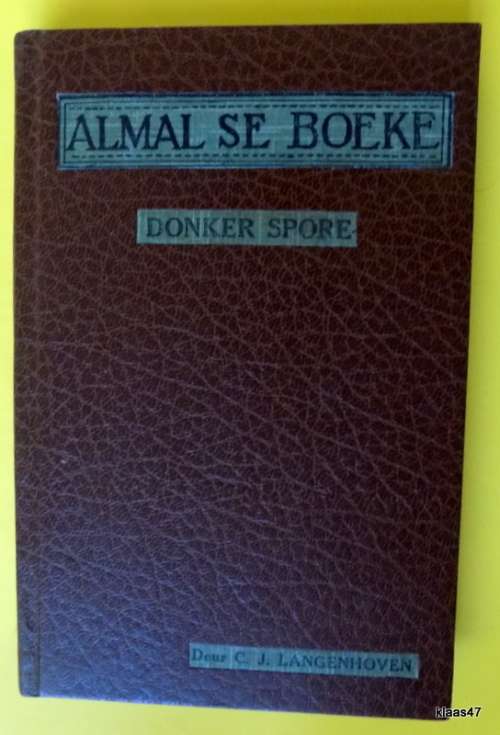 ALMAL SE BOEKE
DONKER SPORE
Deur C. J. LANGENHOVEN
klaas47